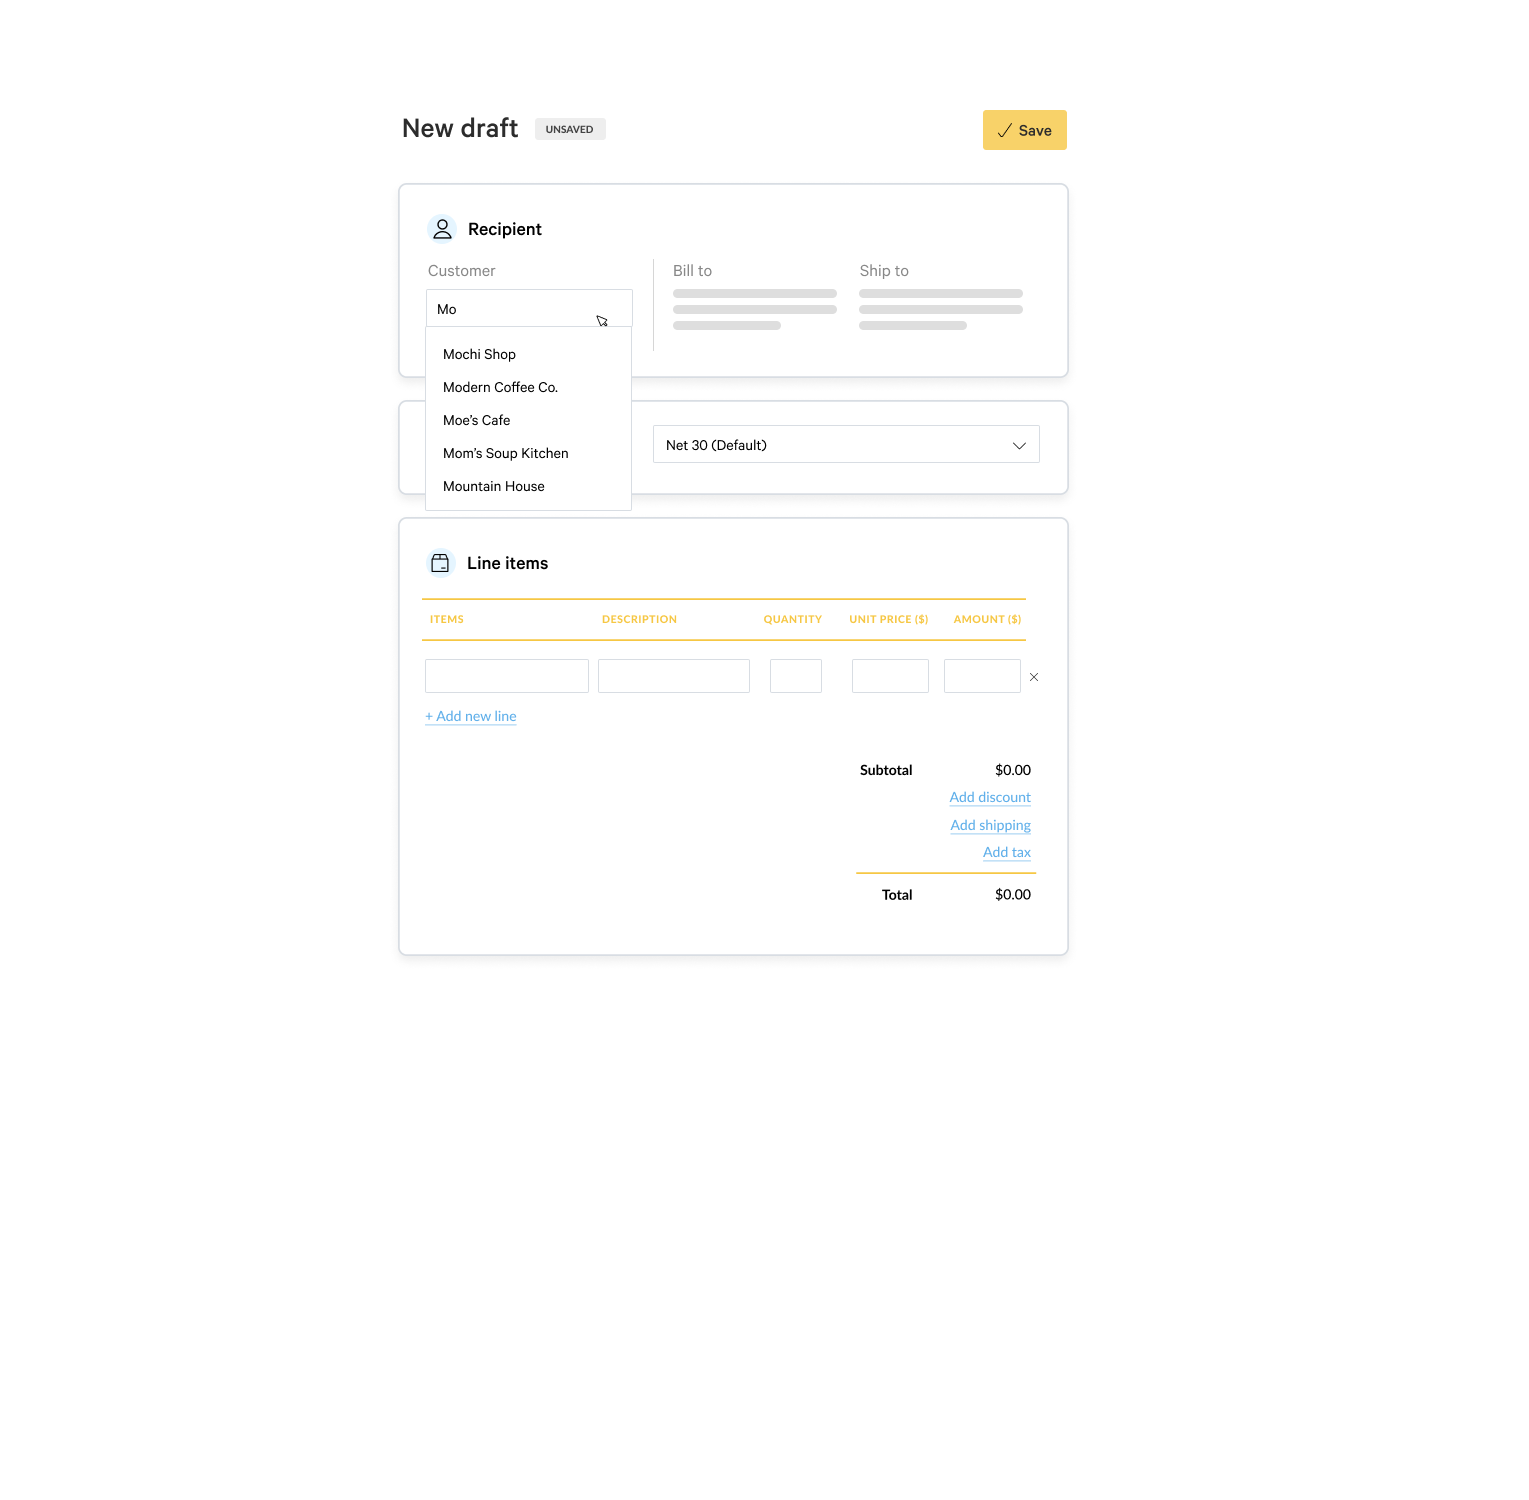 New draft
UNSAVED
Save
Recipient
Customer
Bill to
Ship to
Mo
Mochi Shop
Modern Coffee Co.
Moe's Cafe
Mom's Soup Kitchen
Mountain House
Net 30 (Default)
Line items
ITEMS DESCRIPTION QUANTITY UNIT PRICE ($) AMOUNT ($)
+ Add new line
Subtotal $0.00
Add discount
Add shipping
Add tax
Total $0.00